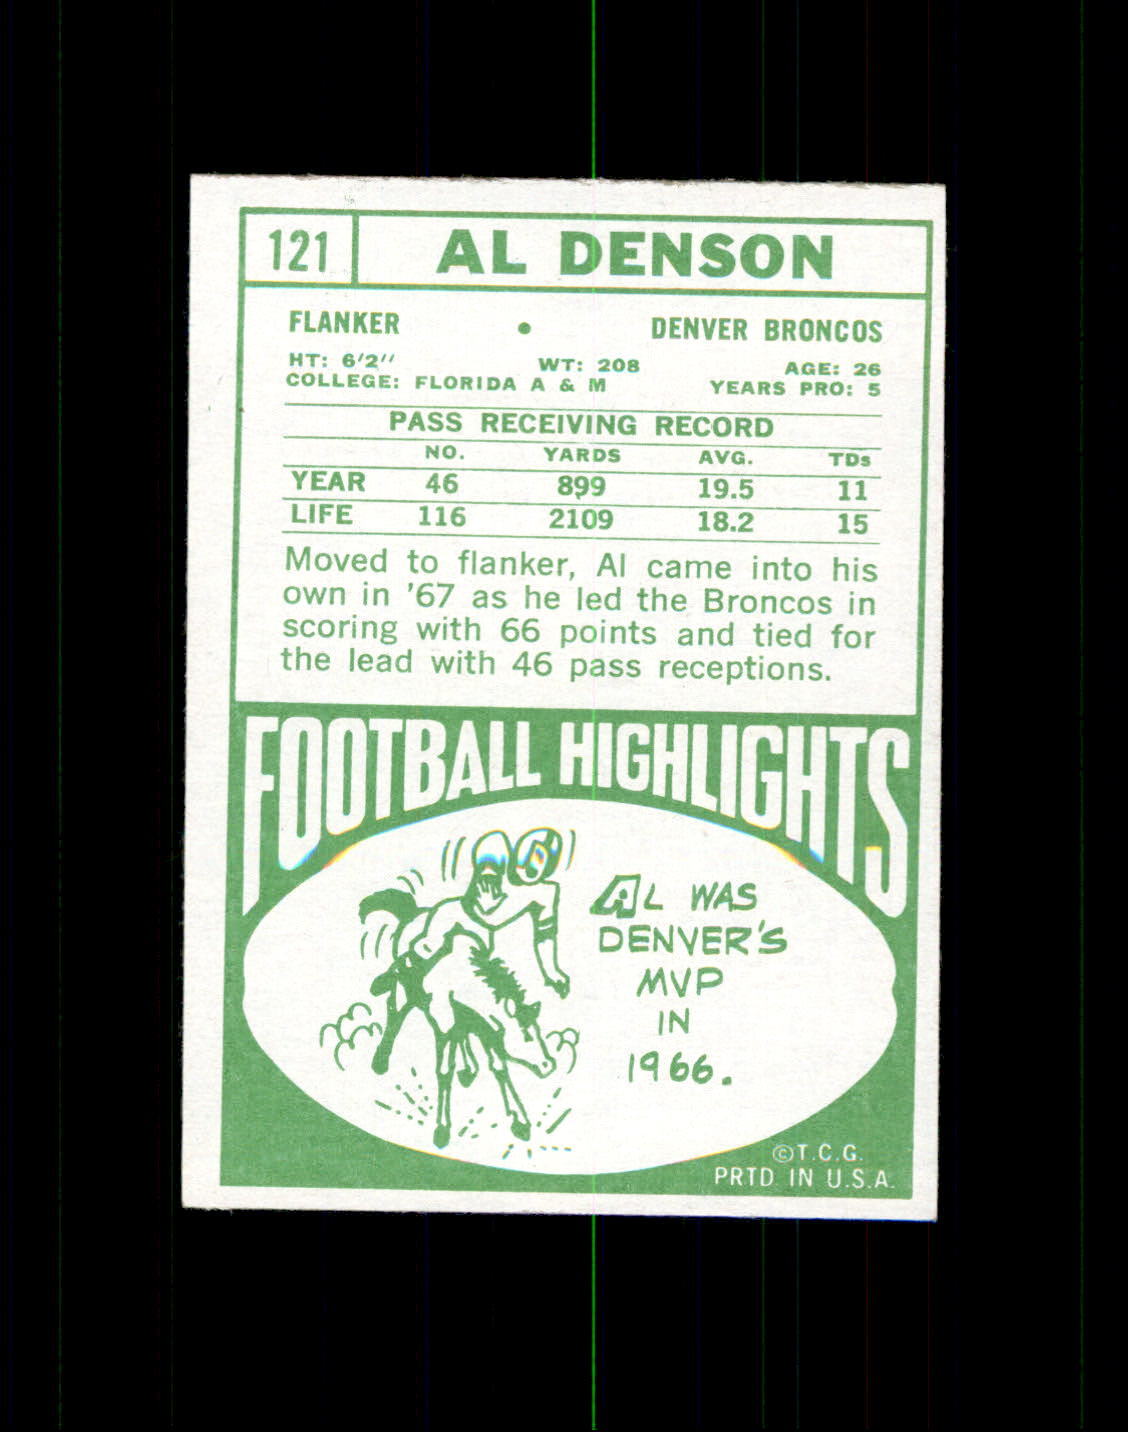 121 AL DENSON
FLANKER • DENVER BRONCOS
HT: 6'2'' WT: 208 AGE: 26
COLLEGE: FLORIDA A & M YEARS PRO: 5
PASS RECEIVING RECORD
NO. YARDS AVG. TDs
YEAR 46 899 19.5 11
LIFE 116 2109 18.2 15
Moved to flanker, Al came into his
own in '67 as he led the Broncos in
scoring with 66 points and tied for
the lead with 46 pass receptions.
FOOTBALL HIGHLIGHTS
AL WAS
DENVER'S
MVP
IN
1966.
©T.C.G.
PRTD IN U.S.A.